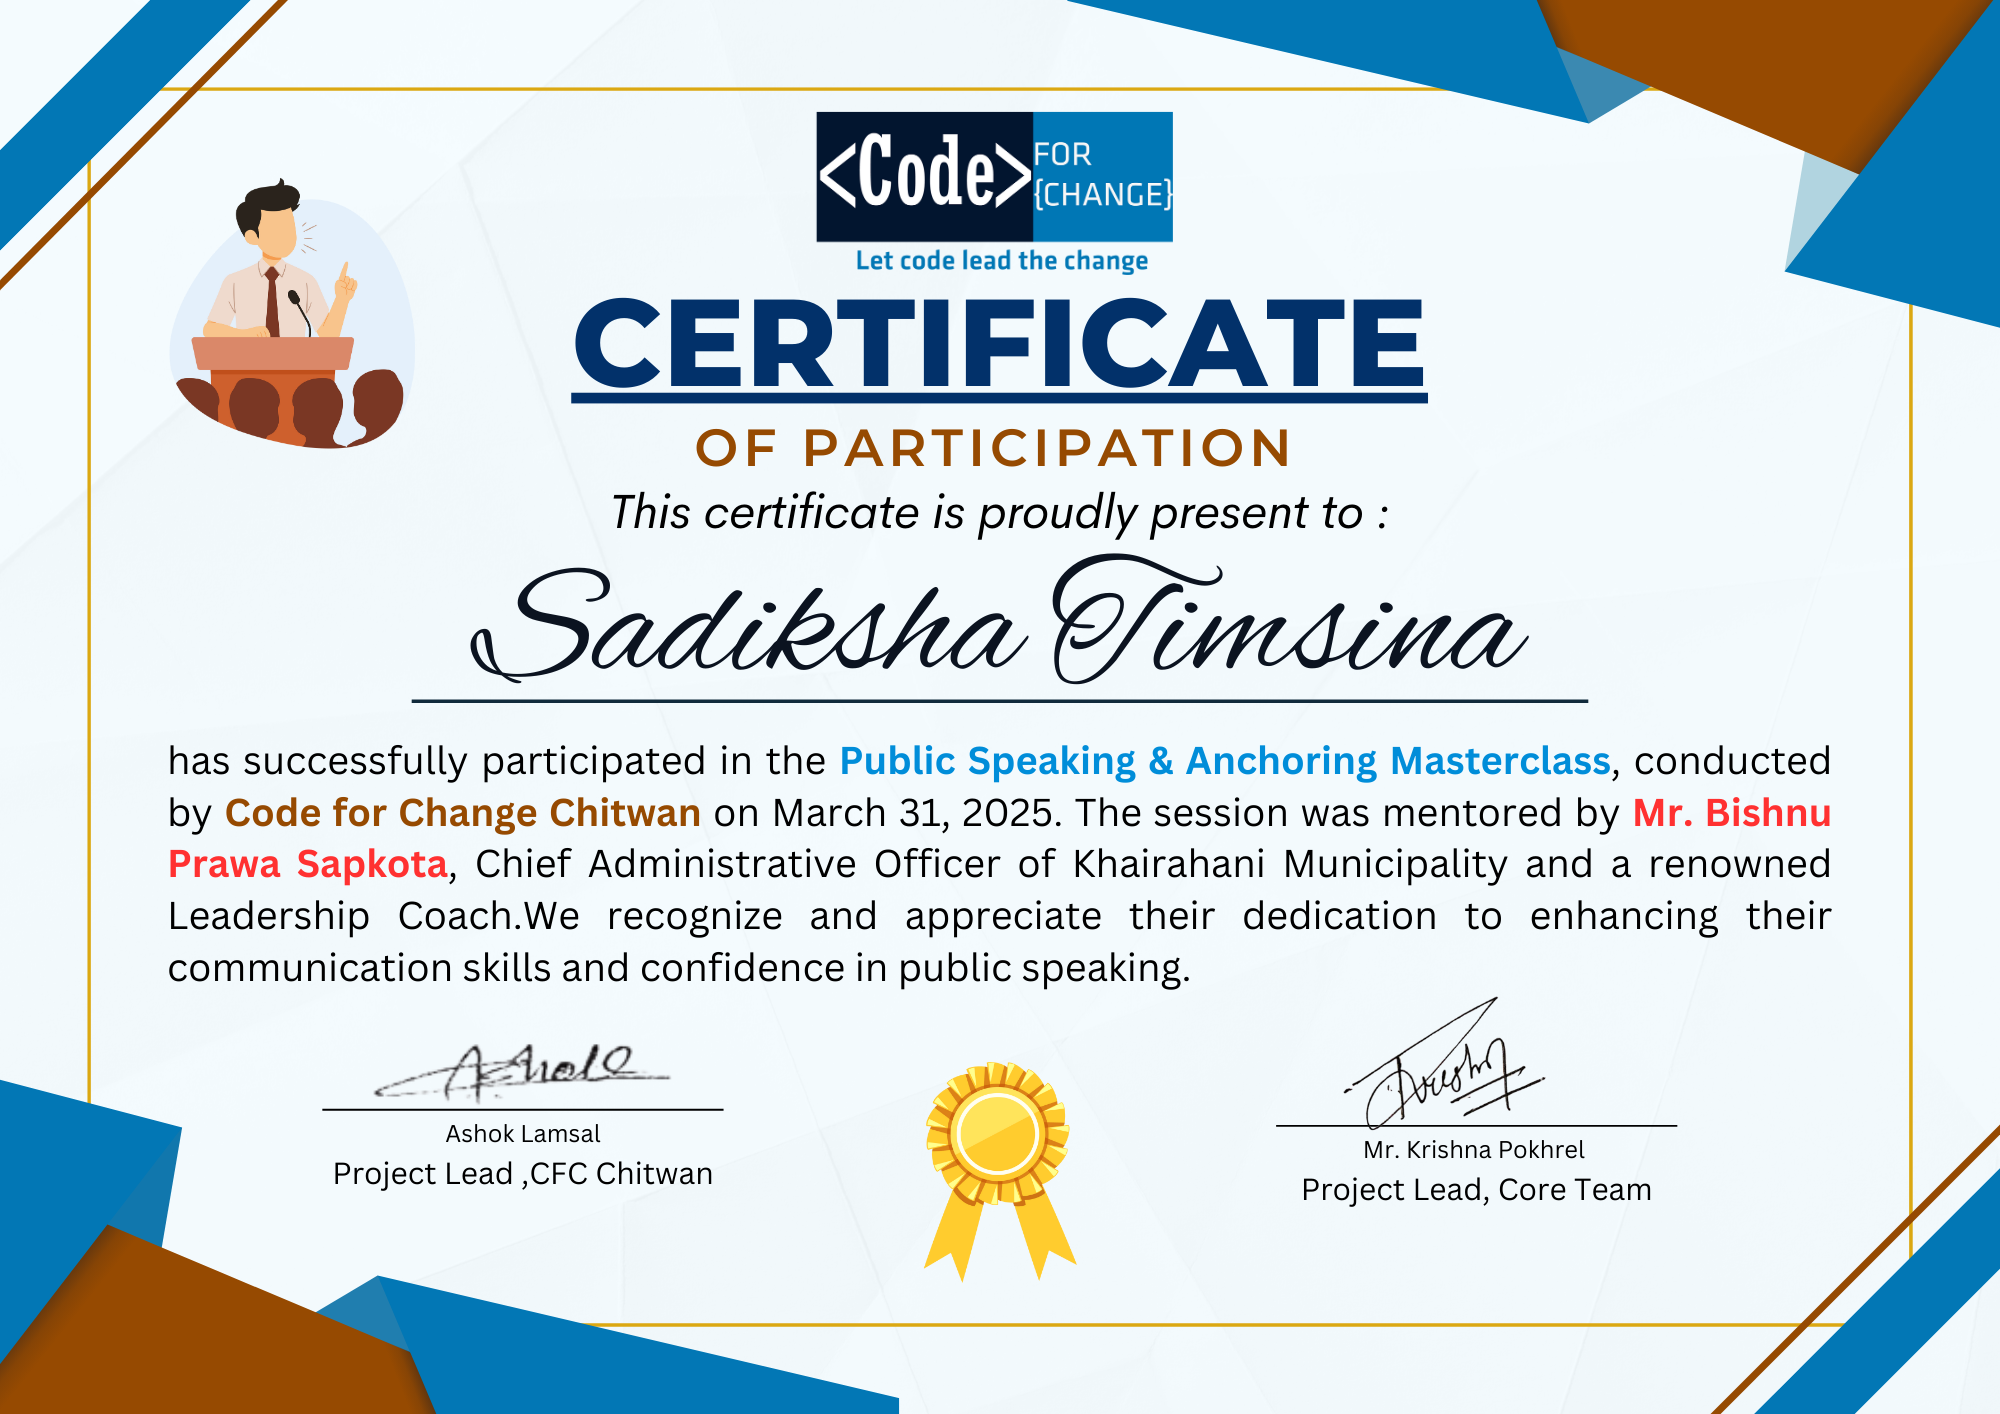 <Code> FOR
{CHANGE}
Let code lead the change
CERTIFICATE
OF PARTICIPATION
This certificate is proudly present to :
Sadiksha Timsina
has successfully participated in the Public Speaking & Anchoring Masterclass, conducted
by Code for Change Chitwan on March 31, 2025. The session was mentored by Mr. Bishnu
Prawa Sapkota, Chief Administrative Officer of Khairahani Municipality and a renowned
Leadership Coach.We recognize and appreciate their dedication to enhancing their
communication skills and confidence in public speaking.
Ashok Lamsal
Project Lead ,CFC Chitwan
Mr. Krishna Pokhrel
Project Lead, Core Team